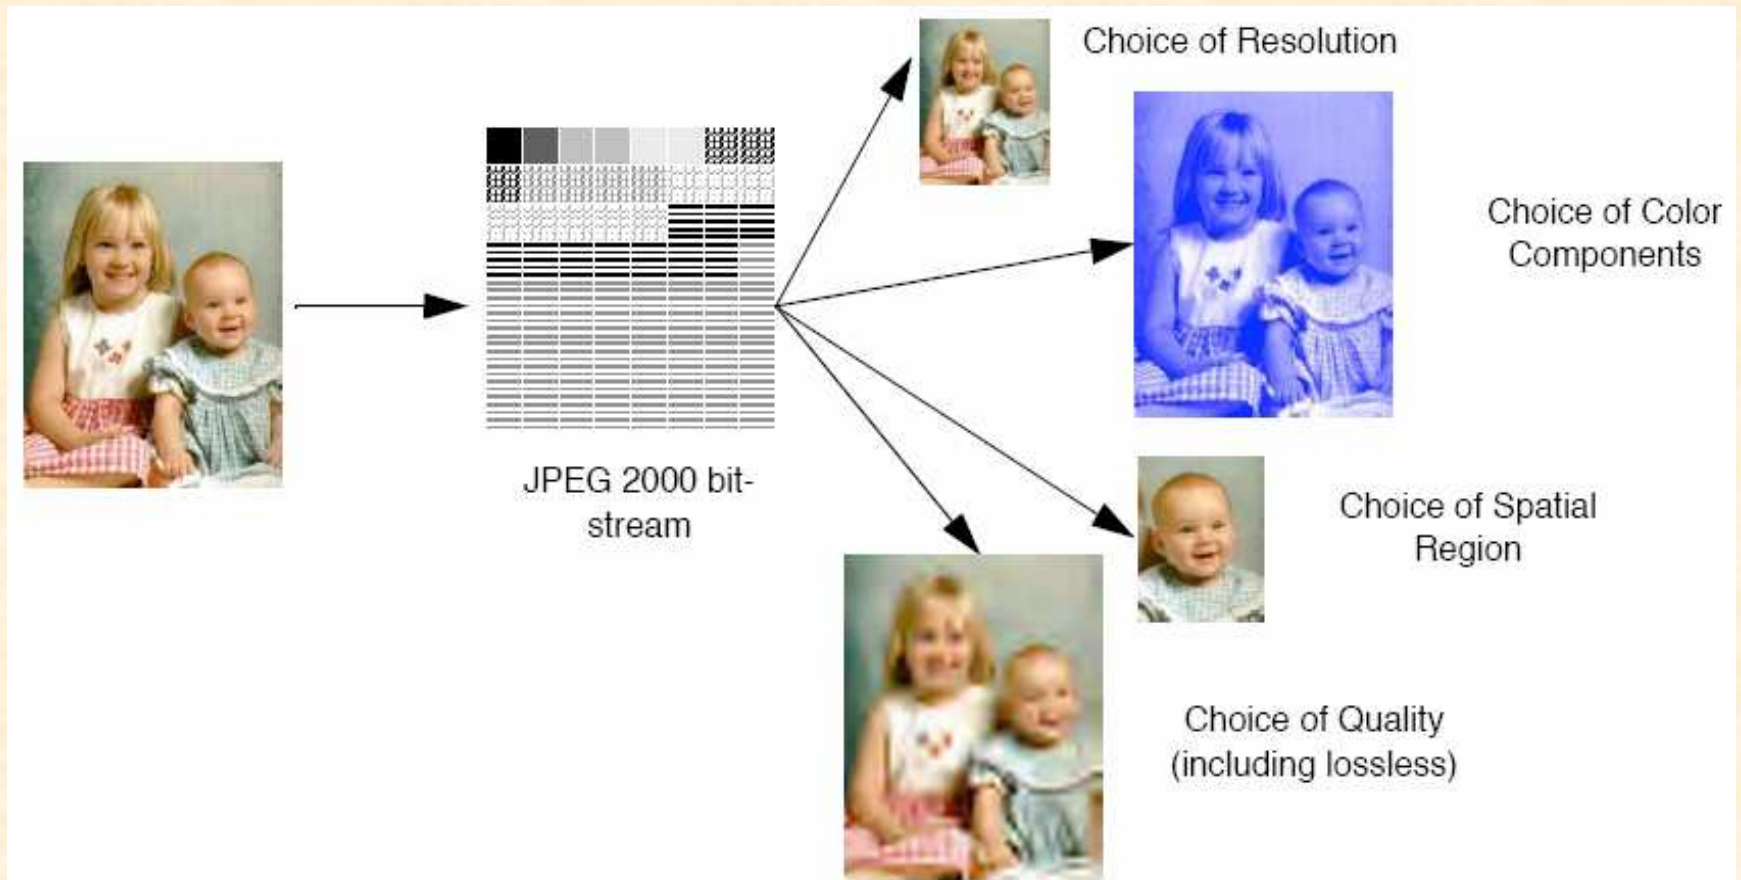 Choice of Resolution
Choice of Color
Components
JPEG 2000 bit-
stream
Choice of Spatial
Region
Choice of Quality
(including lossless)